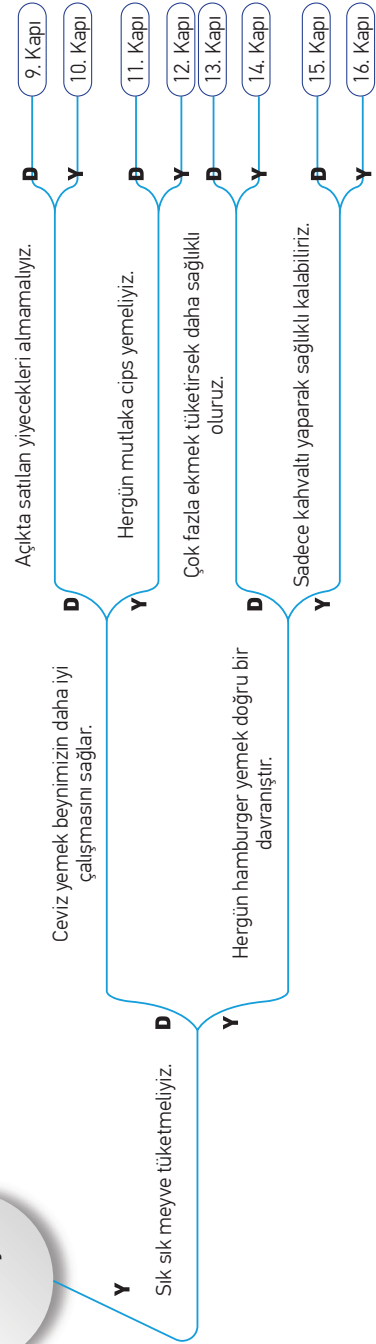 Y
Sık sık meyve tüketmeliyiz.
D
Y
Ceviz yemek beynimizin daha iyi
çalışmasını sağlar.
D
Y
Açıkta satılan yiyecekleri almamalıyız.
D
9. Kapı
Y
10. Kapı
Hergün mutlaka cips yemeliyiz.
D
11. Kapı
Y
12. Kapı
Hergün hamburger yemek doğru bir
davranıştır.
D
Y
Çok fazla ekmek tüketirsek daha sağlıklı
oluruz.
D
13. Kapı
Y
14. Kapı
Sadece kahvaltı yaparak sağlıklı kalabiliriz.
D
15. Kapı
Y
16. Kapı